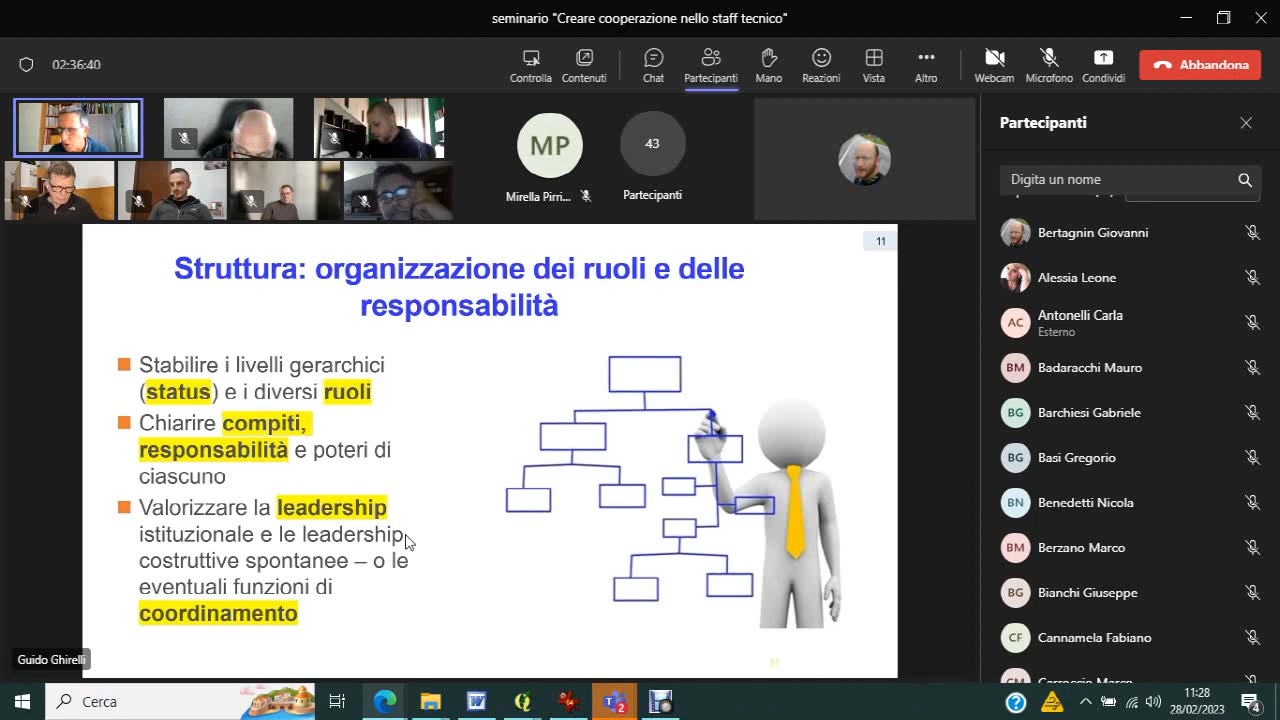 seminario "Creare cooperazione nello staff tecnico"
02:36:40
Controlla
Contenuti
Chat
Partecipanti
Mano
Reazioni
Vista
Altro
Webcam
Microfono
Condividi
Abbandona
MP
Mirella Pirri...
43
Partecipanti
Partecipanti
Digita un nome
Bertagnin Giovanni
Alessia Leone
AC
Antonelli Carla
Esterno
BM
Badaracchi Mauro
BG
Barchiesi Gabriele
BG
Basi Gregorio
BN
Benedetti Nicola
BM
Berzano Marco
BG
Bianchi Giuseppe
CF
Cannamela Fabiano
11
Struttura: organizzazione dei ruoli e delle
responsabilità
Stabilire i livelli gerarchici
(status) e i diversi ruoli
Chiarire compiti,
responsabilità e poteri di
ciascuno
Valorizzare la leadership
istituzionale e le leadership
costruttive spontanee – o le
eventuali funzioni di
coordinamento
Guido Ghirelli
Cerca
11:28
28/02/2023